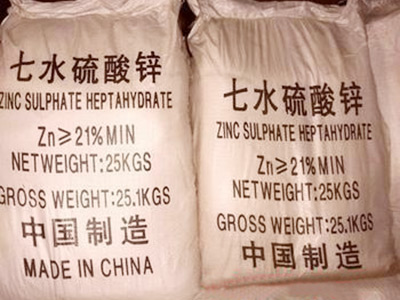 七水硫酸锌
ZINC SULPHATE HEPTAHYDRATE
Zn≥21%MIN
NETWEIGHT:25KGS
GROSS WEIGHT:25.1KGS
中国制造
MADE IN CHINA
七水硫酸锌
ZINC SULPHATE HEPTAHYDRATE
Zn≥21%MIN
NETWEIGHT:25KGS
GROSS WEIGHT:25.1KGS
中国制造